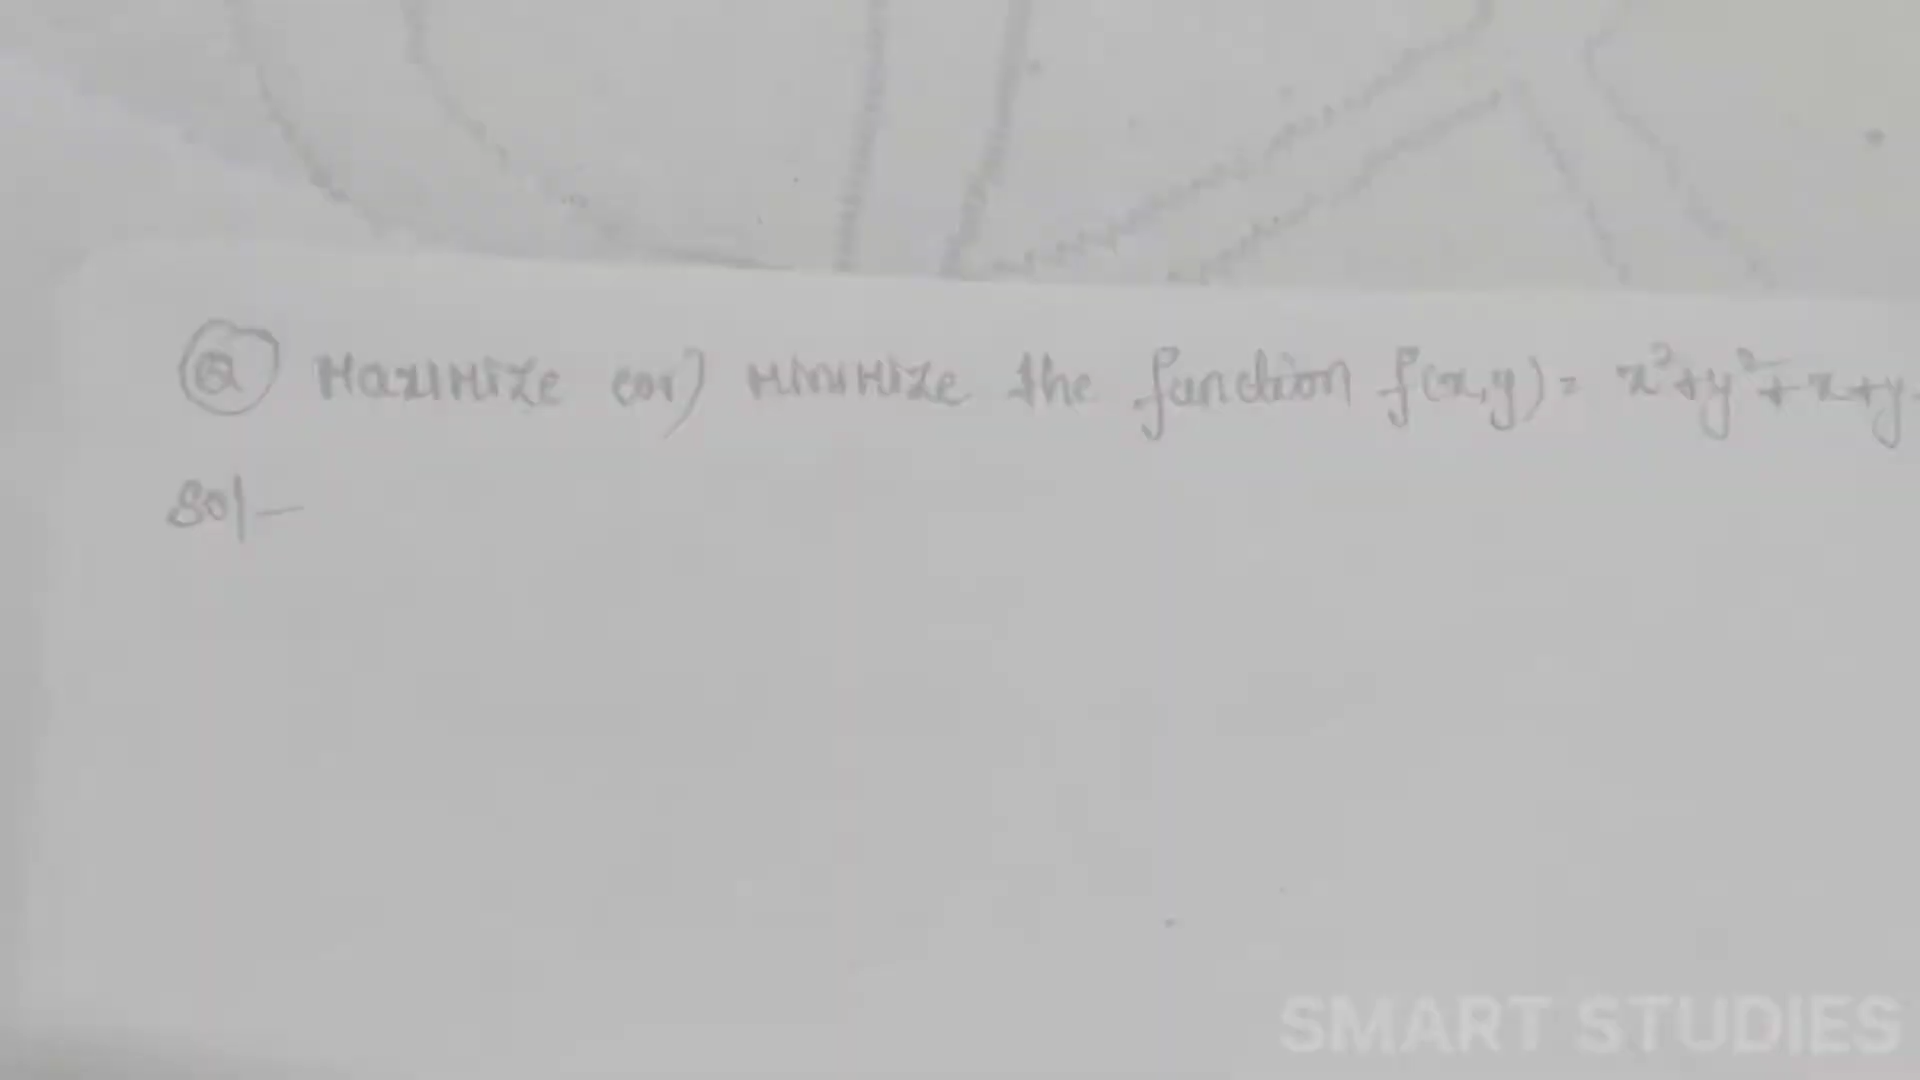 Q Maximize (or) Minimize the function f(x,y) = x²+y²+x+y-
Sol-
SMART STUDIES